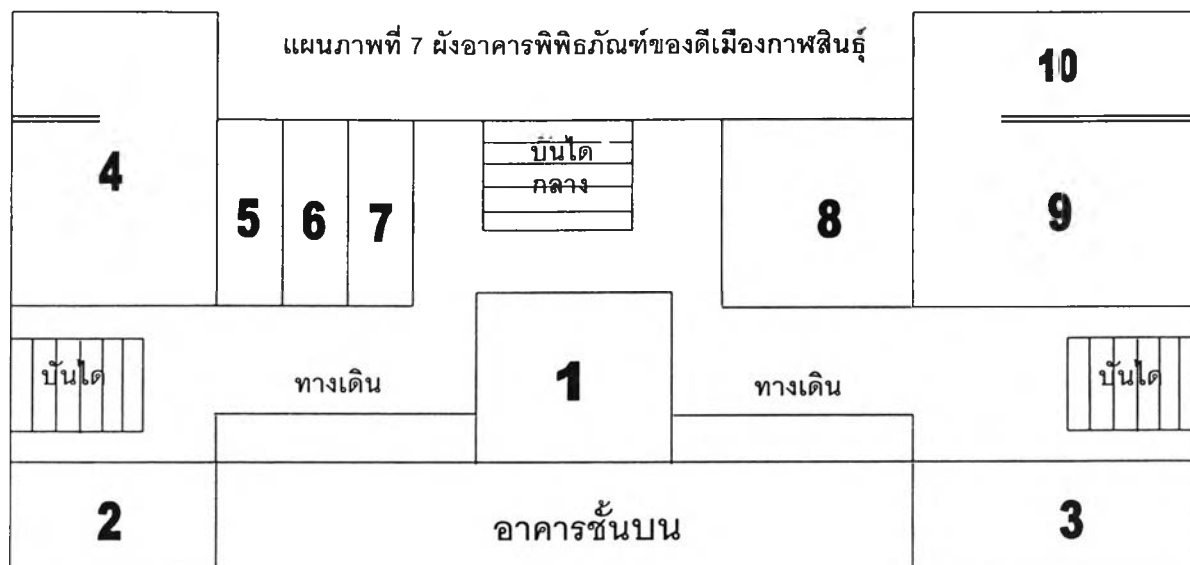 แผนภาพที่ 7 ผังอาคารพิพิธภัณฑ์ของดีเมืองกาฬสินธุ์
10
4
บันได
กลาง
5 6 7
8
9
บันได
ทางเดิน
1
ทางเดิน
บันได
2
อาคารชั้นบน
3